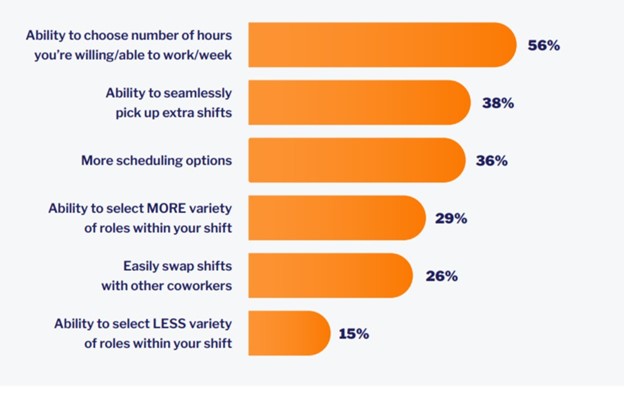 Ability to choose number of hours
you’re willing/able to work/week
56%
Ability to seamlessly
pick up extra shifts
38%
More scheduling options
36%
Ability to select MORE variety
of roles within your shift
29%
Easily swap shifts
with other coworkers
26%
Ability to select LESS variety
of roles within your shift
15%